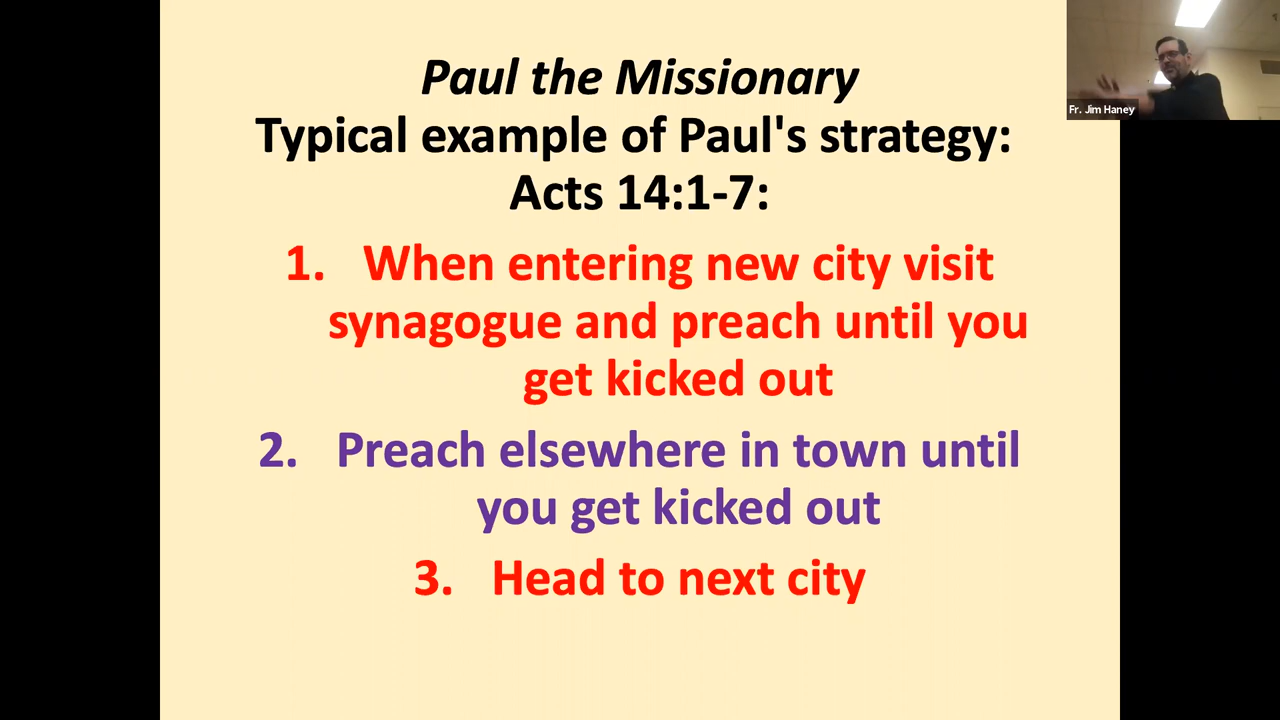 Paul the Missionary
Typical example of Paul's strategy:
Acts 14:1-7:
1. When entering new city visit
synagogue and preach until you
get kicked out
2. Preach elsewhere in town until
you get kicked out
3. Head to next city
Fr. Jim Haney